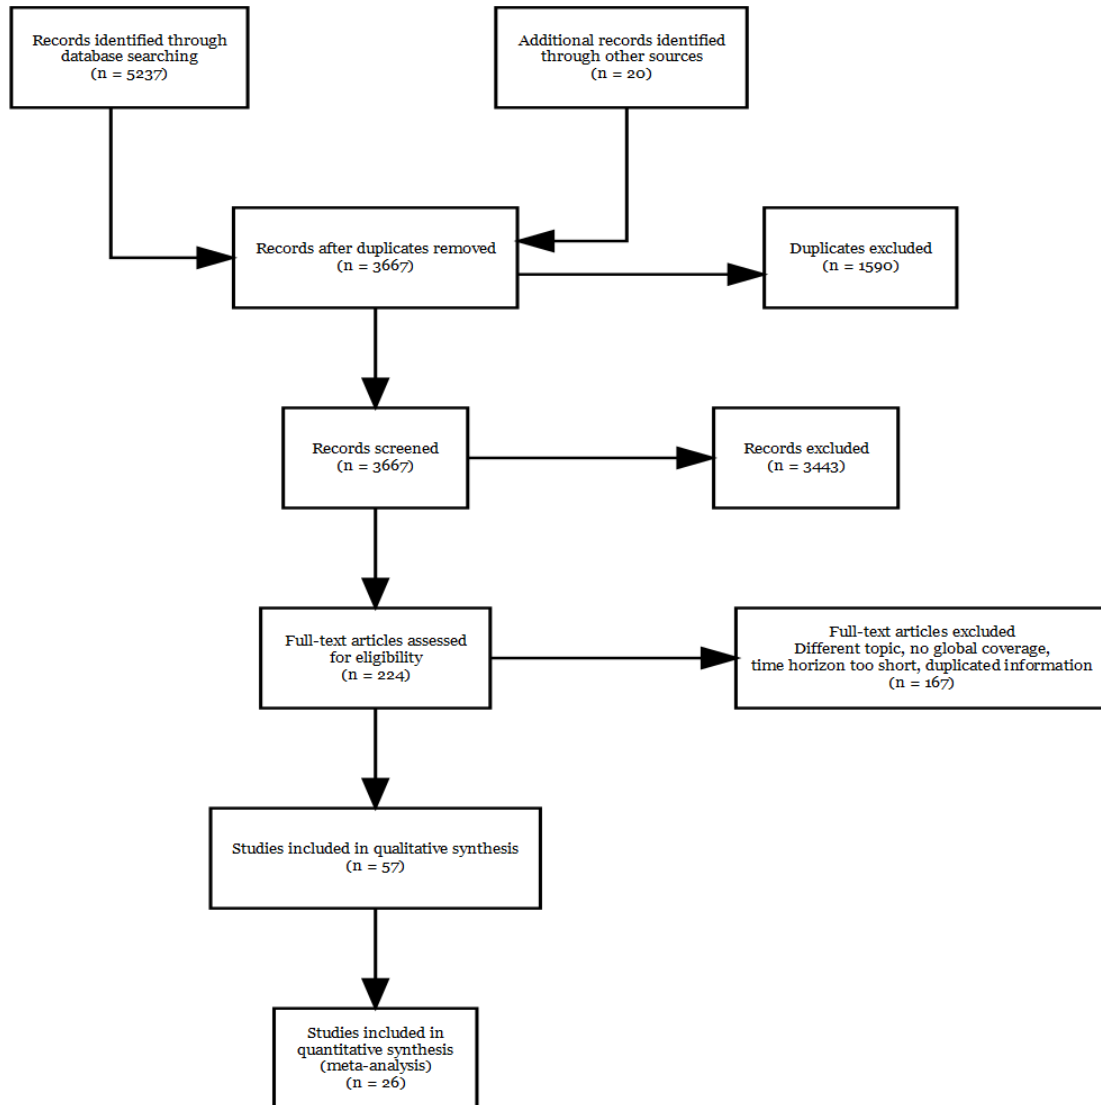 Records identified through
database searching
(n = 5237)
Additional records identified
through other sources
(n = 20)
Records after duplicates removed
(n = 3667)
Duplicates excluded
(n = 1590)
Records screened
(n = 3667)
Records excluded
(n = 3443)
Full-text articles assessed
for eligibility
(n = 224)
Full-text articles excluded
Different topic, no global coverage,
time horizon too short, duplicated information
(n = 167)
Studies included in qualitative synthesis
(n = 57)
Studies included in
quantitative synthesis
(meta-analysis)
(n = 26)